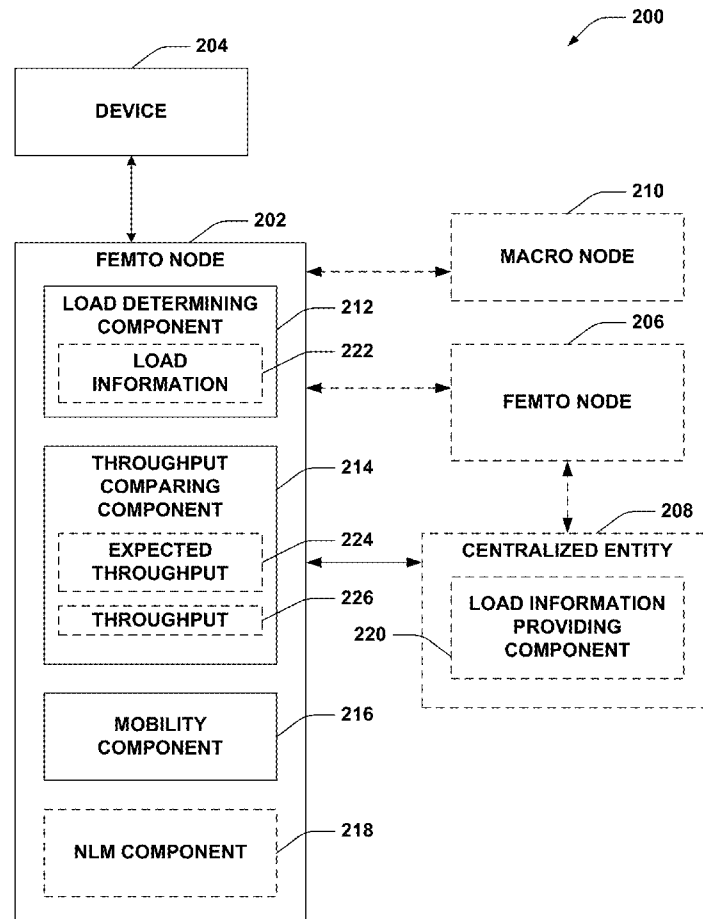 200
204
DEVICE
202
FEMTO NODE
210
MACRO NODE
LOAD DETERMINING
COMPONENT
212
LOAD
INFORMATION
222
206
FEMTO NODE
THROUGHPUT
COMPARING
COMPONENT
214
EXPECTED
THROUGHPUT
224
THROUGHPUT
226
208
CENTRALIZED ENTITY
LOAD INFORMATION
PROVIDING
COMPONENT
220
MOBILITY
COMPONENT
216
NLM COMPONENT
218